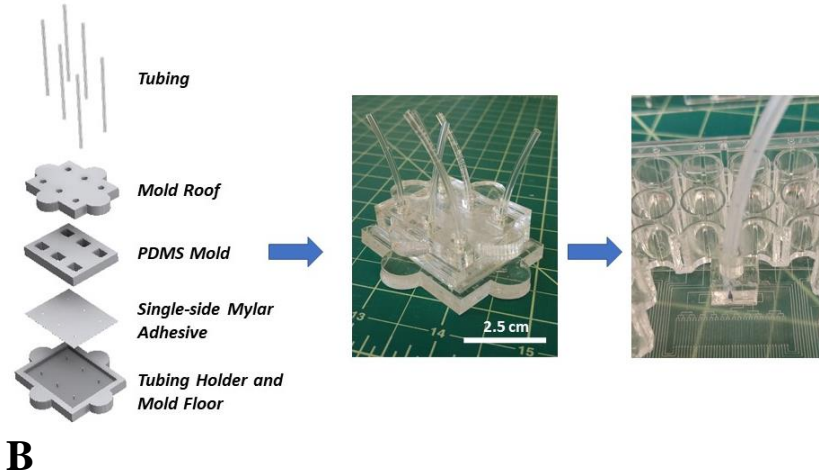 Tubing
Mold Roof
PDMS Mold
Single-side Mylar
Adhesive
Tubing Holder and
Mold Floor
2.5 cm
13
14
15
B